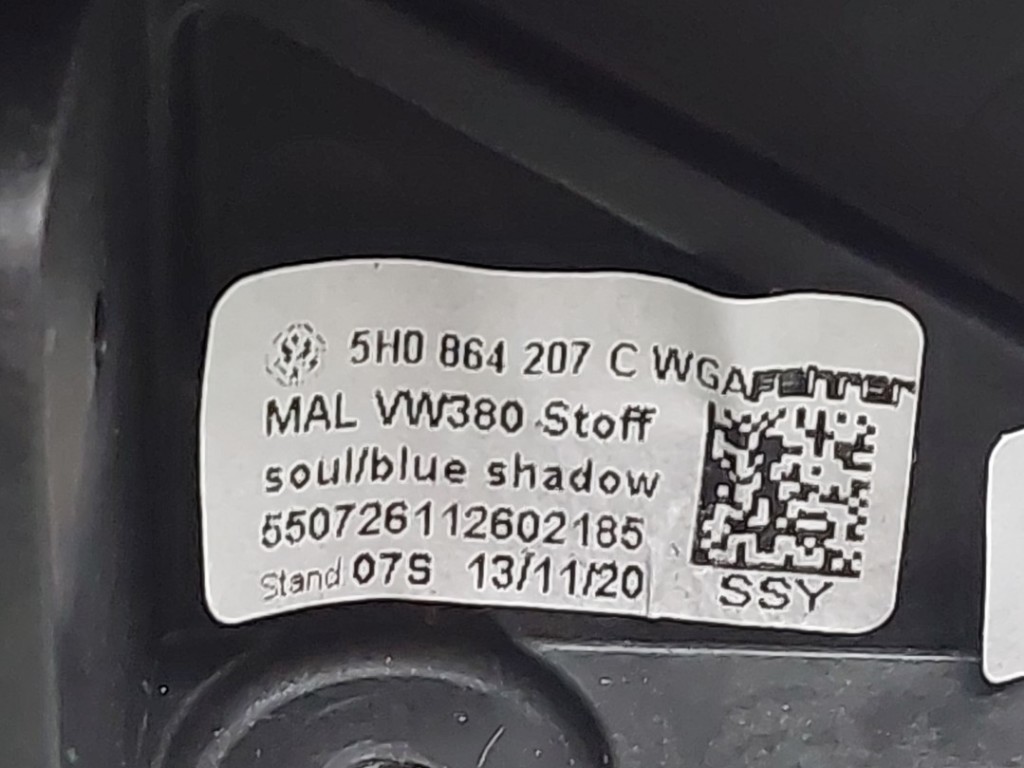 5H0 864 207 C WGA Fehrer
MAL VW380 Stoff
soul/blue shadow
550726112602185
Stand 07S 13/11/20
SSY